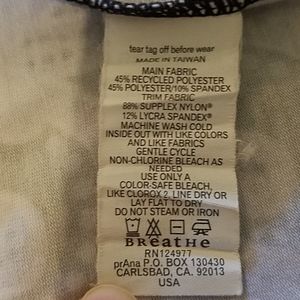 tear tag off before wear
MADE IN TAIWAN
MAIN FABRIC
45% RECYCLED POLYESTER
45% POLYESTER/10% SPANDEX
TRIM FABRIC
88% SUPPLEX NYLON®
12% LYCRA SPANDEX®
MACHINE WASH COLD
INSIDE OUT WITH LIKE COLORS
AND LIKE FABRICS
GENTLE CYCLE
NON-CHLORINE BLEACH AS
NEEDED
USE ONLY A
COLOR-SAFE BLEACH,
LIKE CLOROX 2. LINE DRY OR
LAY FLAT TO DRY
DO NOT STEAM OR IRON
BReaTHe
RN124977
prAna P.O. BOX 130430
CARLSBAD, CA. 92013
USA